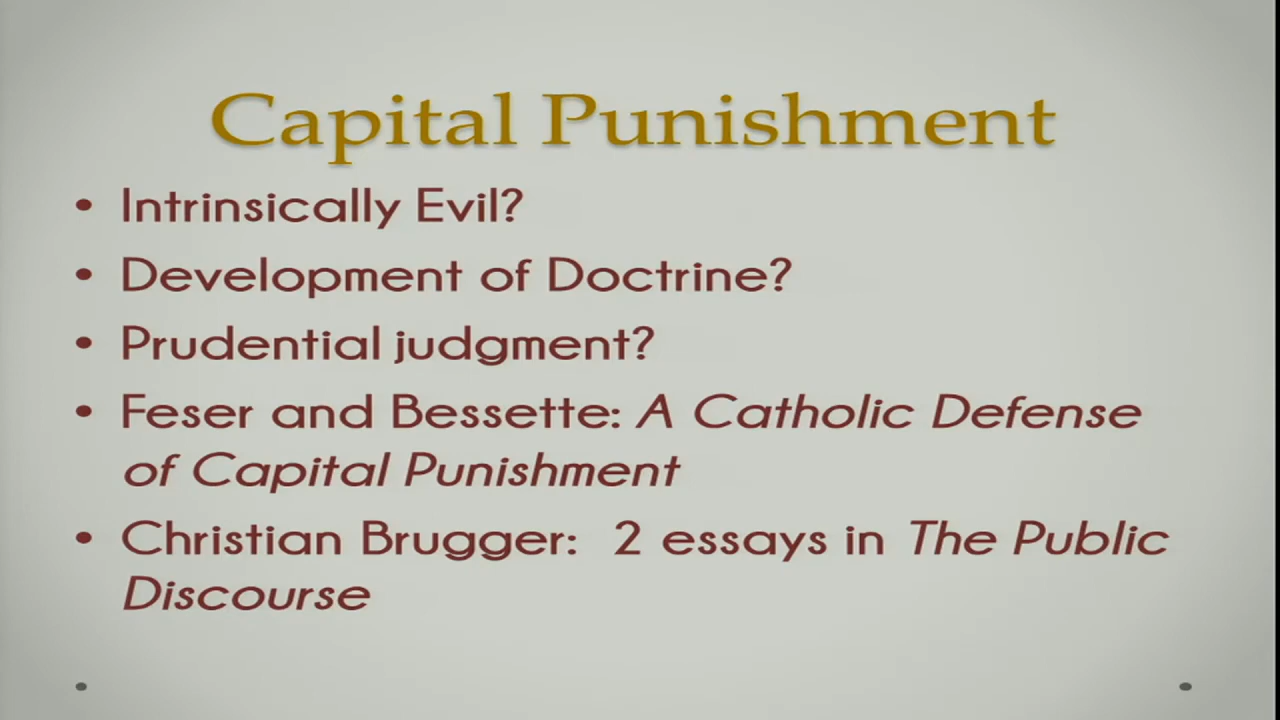 Capital Punishment
• Intrinsically Evil?
• Development of Doctrine?
• Prudential judgment?
• Feser and Bessette: A Catholic Defense
of Capital Punishment
• Christian Brugger: 2 essays in The Public
Discourse